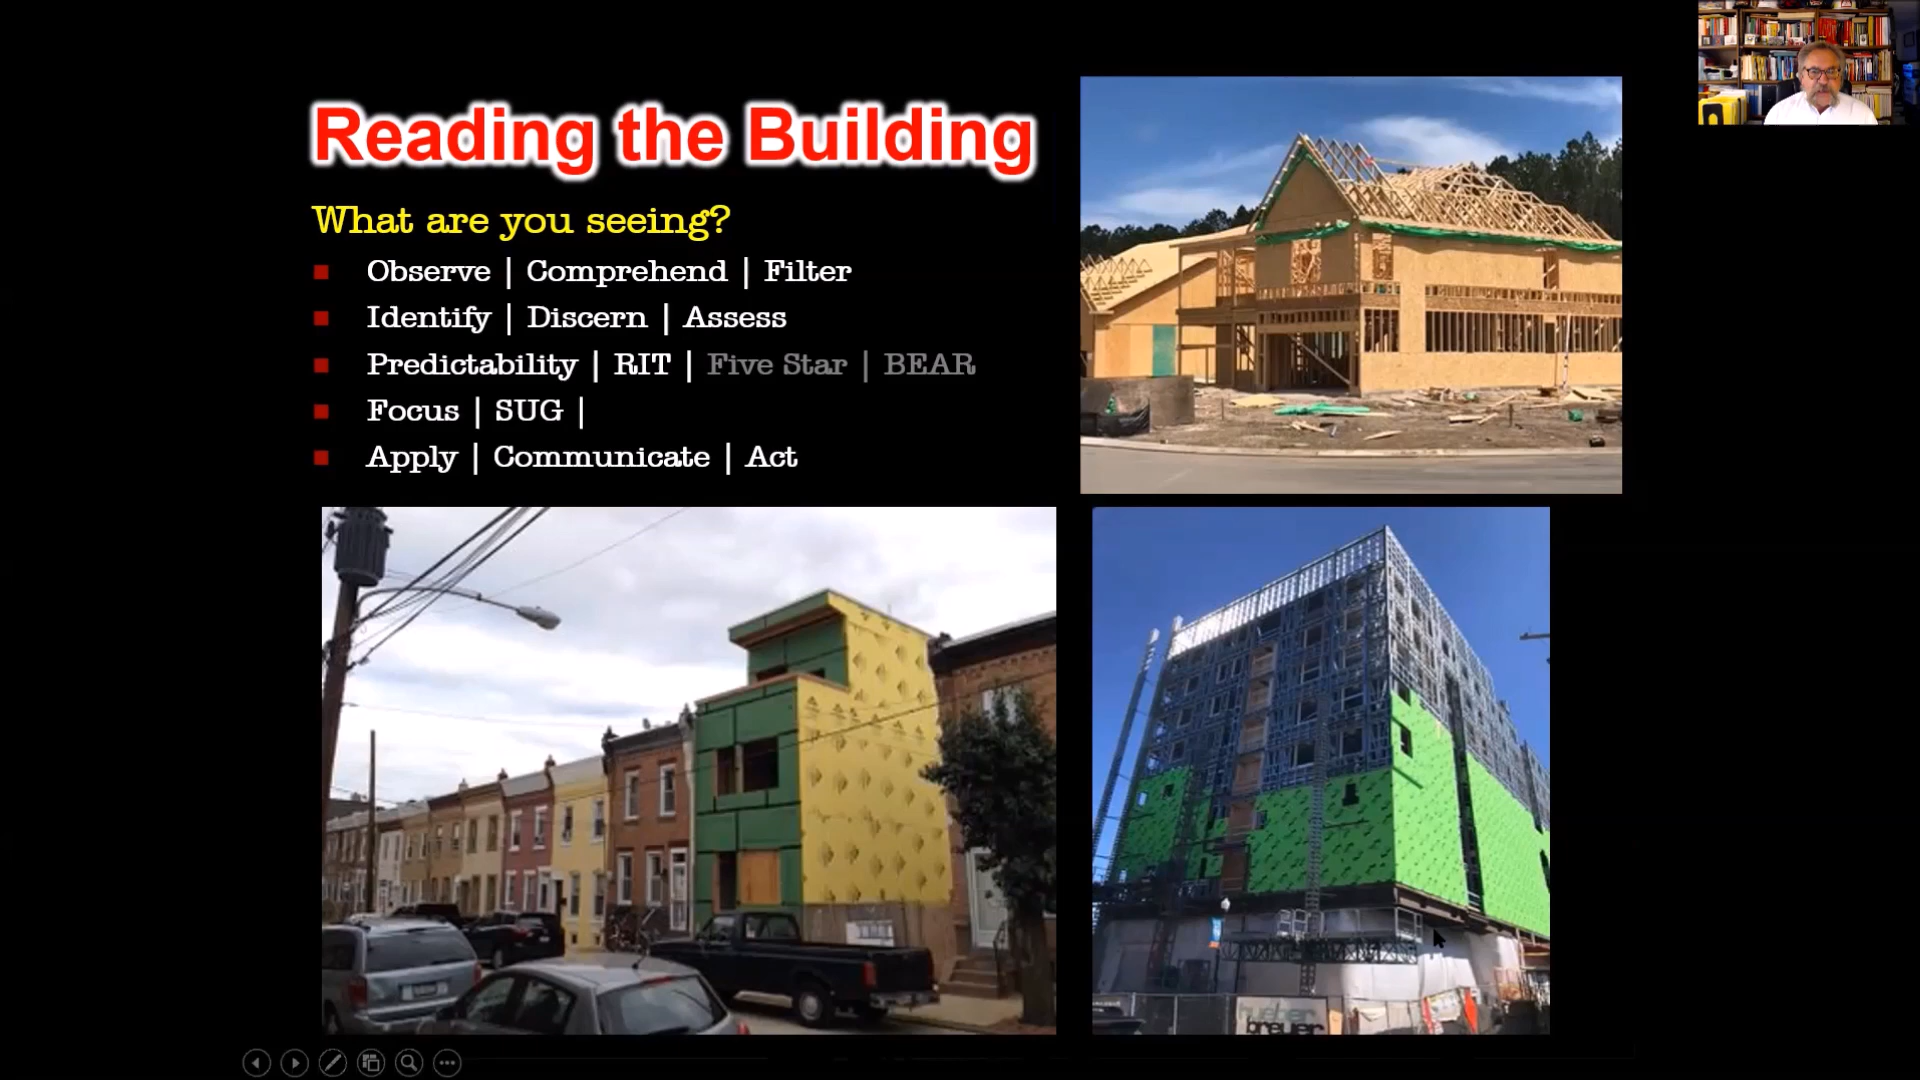 Reading the Building
What are you seeing?
Observe | Comprehend | Filter
Identify | Discern | Assess
Predictability | RIT | Five Star | BEAR
Focus | SUG |
Apply | Communicate | Act
breuer